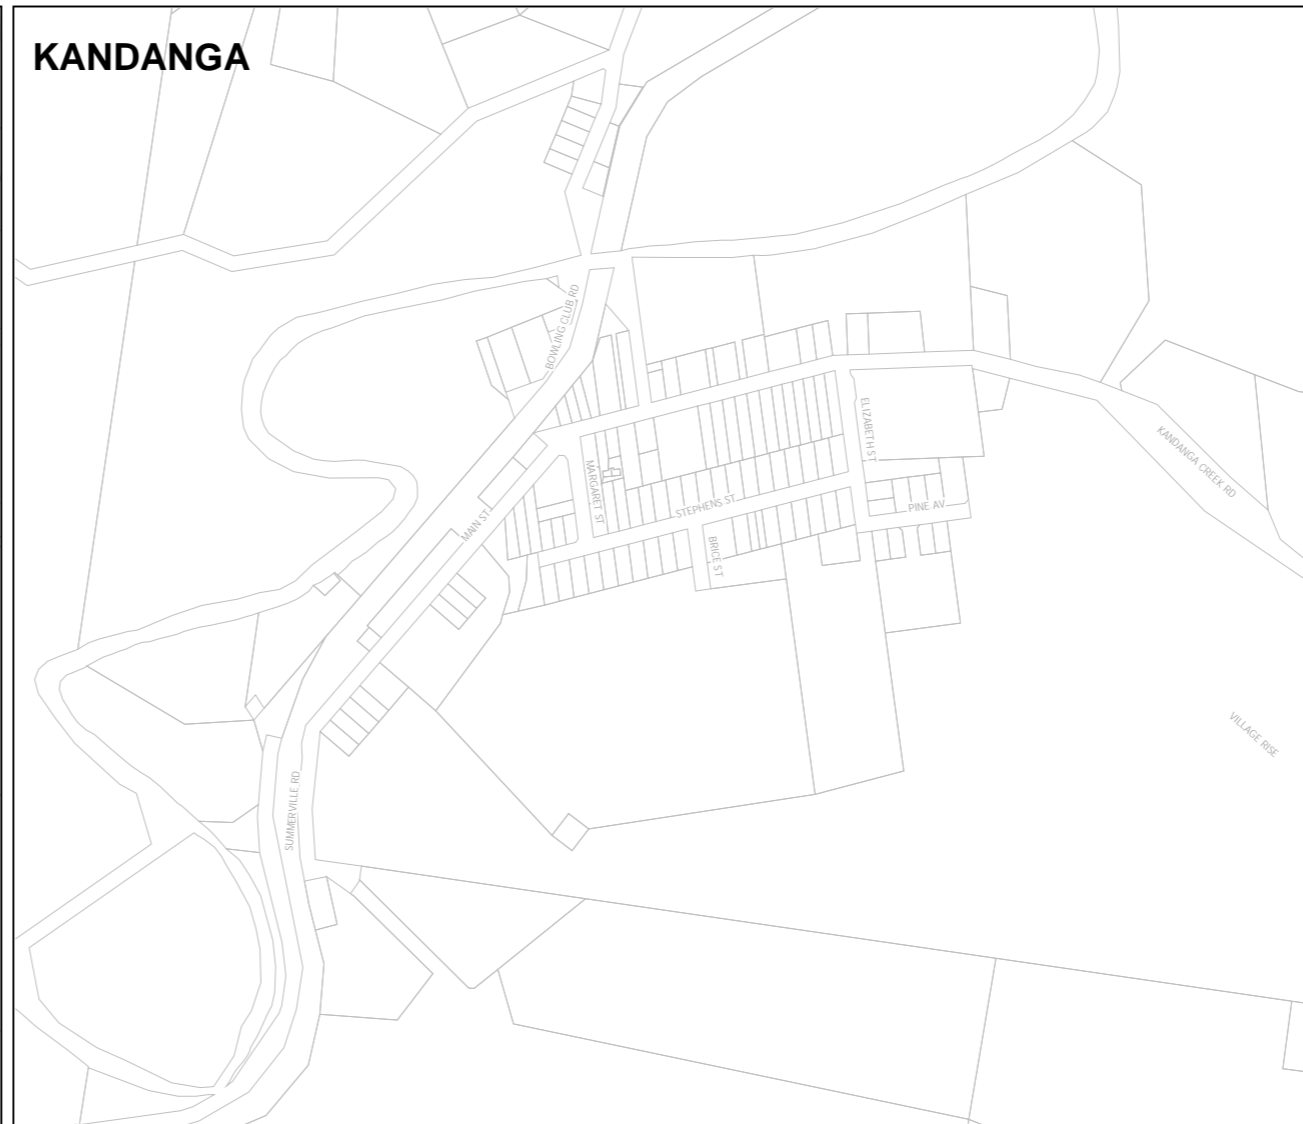 KANDANGA
BOWLING CLUB RD
ELIZABETH ST
KANDANGA CREEK RD
MARGARET ST
STEPHENS ST
PINE AV
MAIN ST
BRICE ST
VILLAGE RISE
SUMMERVILLE RD